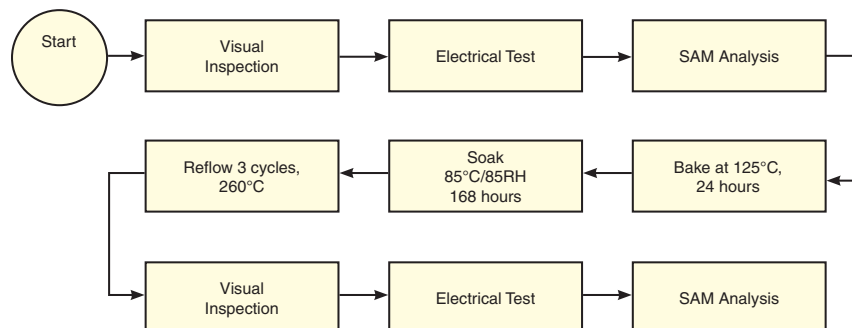 Start
Visual
Inspection
Electrical Test
SAM Analysis
Bake at 125°C,
24 hours
Soak
85°C/85RH
168 hours
Reflow 3 cycles,
260°C
Visual
Inspection
Electrical Test
SAM Analysis